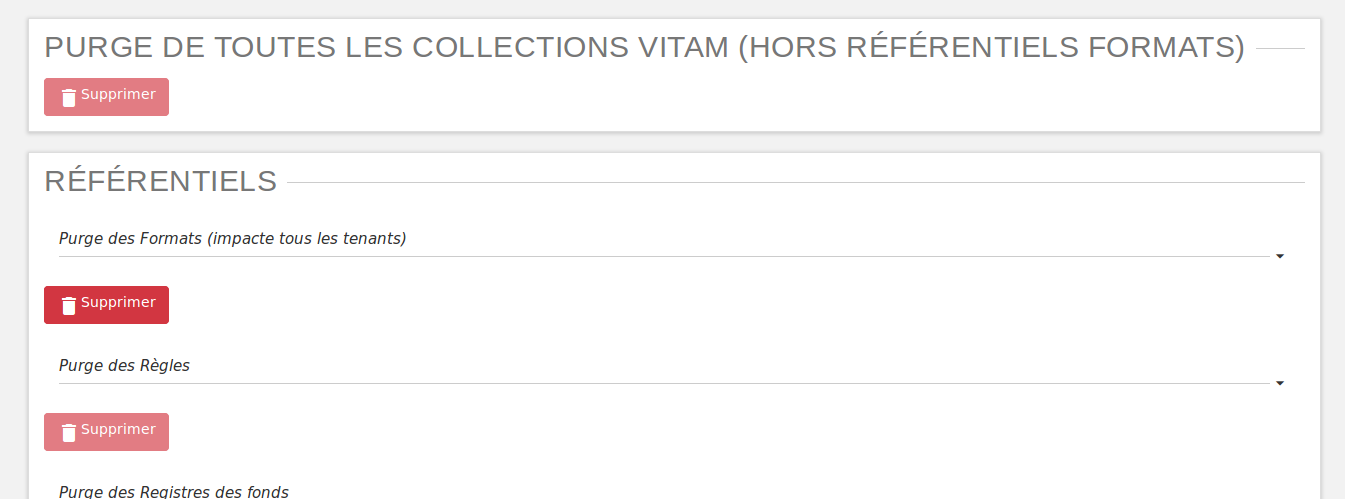 PURGE DE TOUTES LES COLLECTIONS VITAM (HORS RÉFÉRENTIELS FORMATS)
Supprimer
RÉFÉRENTIELS
Purge des Formats (impacte tous les tenants)
Supprimer
Purge des Règles
Supprimer
Purge des Registres des fonds